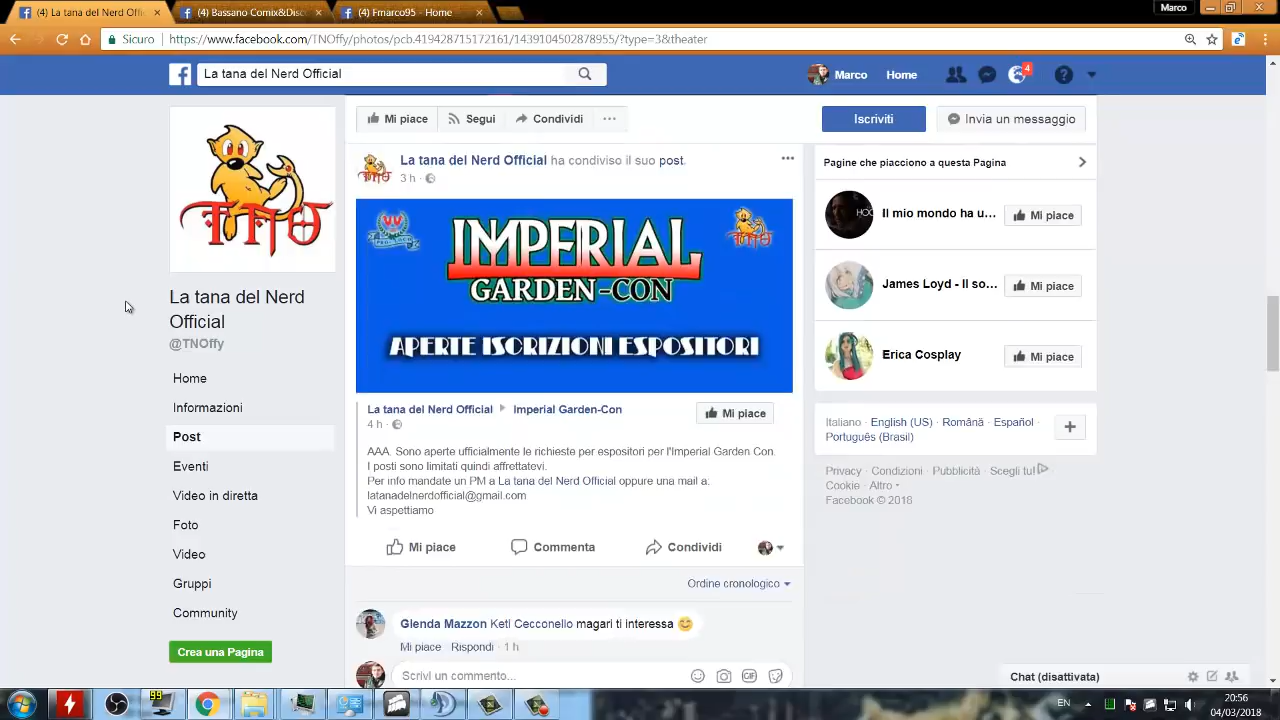 (4) La tana del Nerd Offi
(4) Bassano Comix&Disc
(4) Fmarco95 - Home
Marco
Sicuro
https://www.facebook.com/TNOffy/photos/pcb.419428715172161/1439104502878955/?type=3&theater
La tana del Nerd Official
Marco
Home
4
Mi piace
Segui
Condividi
Iscriviti
Invia un messaggio
TNO
La tana del Nerd
Official
@TNOffy
Home
Informazioni
Post
Eventi
Video in diretta
Foto
Video
Gruppi
Community
Crea una Pagina
La tana del Nerd Official ha condiviso il suo post.
3 h
IMPERIAL
GARDEN-CON
APERTE ISCRIZIONI ESPOSITORI
La tana del Nerd Official
Imperial Garden-Con
4 h
Mi piace
AAA. Sono aperte ufficialmente le richieste per espositori per l'Imperial Garden Con.
I posti sono limitati quindi affrettatevi.
Per info mandate un PM a La tana del Nerd Official oppure una mail a:
latanadelnerdofficial@gmail.com
Vi aspettiamo
Mi piace
Commenta
Condividi
Ordine cronologico
Glenda Mazzon Keti Cecconello magari ti interessa 😊
Mi piace Rispondi · 1 h
Scrivi un commento...
GIF
Pagine che piacciono a questa Pagina
Il mio mondo ha u...
Mi piace
James Loyd - Il so...
Mi piace
Erica Cosplay
Mi piace
Italiano · English (US) · Română · Español ·
Português (Brasil)
Privacy · Condizioni · Pubblicità · Scegli tu!
Cookie · Altro
Facebook © 2018
Chat (disattivata)
99
EN
20:56
04/03/2018